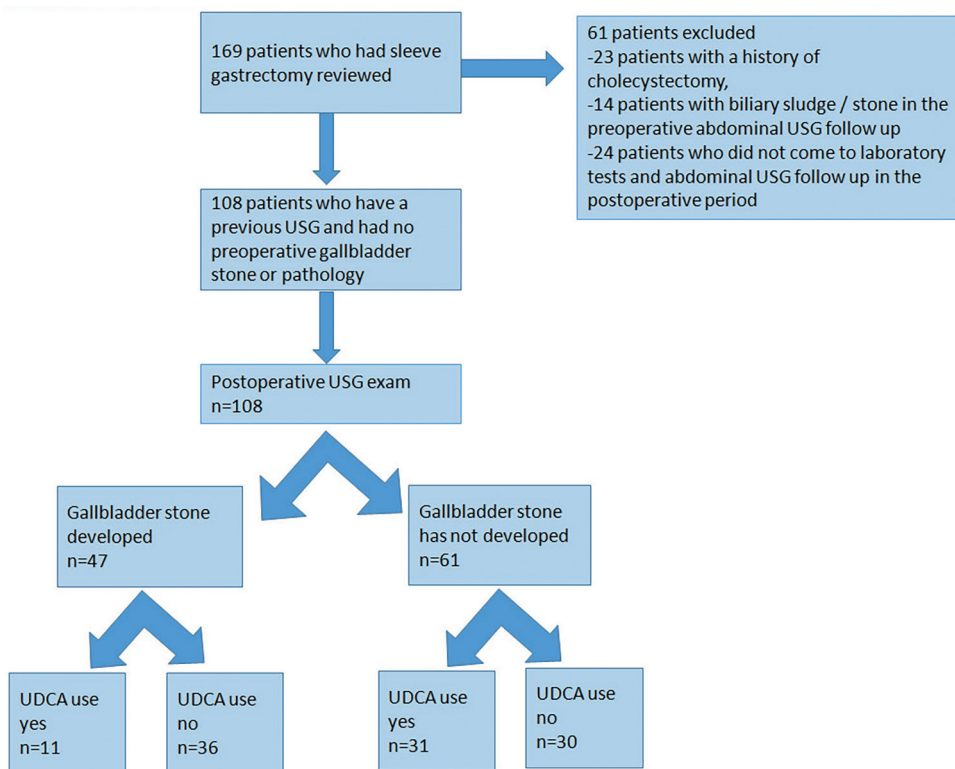 169 patients who had sleeve
gastrectomy reviewed
61 patients excluded
-23 patients with a history of
cholecystectomy,
-14 patients with biliary sludge / stone in the
preoperative abdominal USG follow up
-24 patients who did not come to laboratory
tests and abdominal USG follow up in the
postoperative period
108 patients who have a
previous USG and had no
preoperative gallbladder
stone or pathology
Postoperative USG exam
n=108
Gallbladder stone
developed
n=47
Gallbladder stone
has not developed
n=61
UDCA use
yes
n=11
UDCA use
no
n=36
UDCA use
yes
n=31
UDCA use
no
n=30